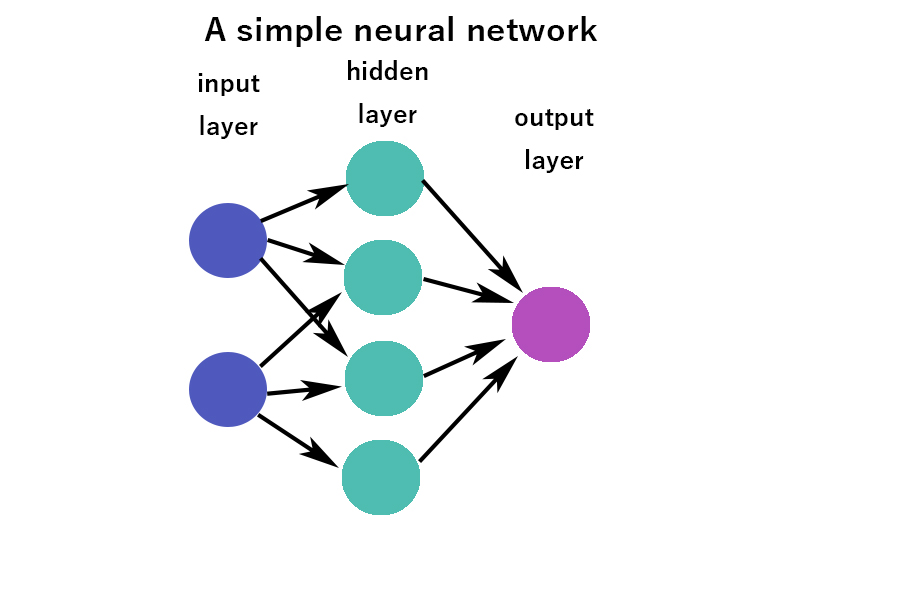 A simple neural network
input
layer
hidden
layer
output
layer